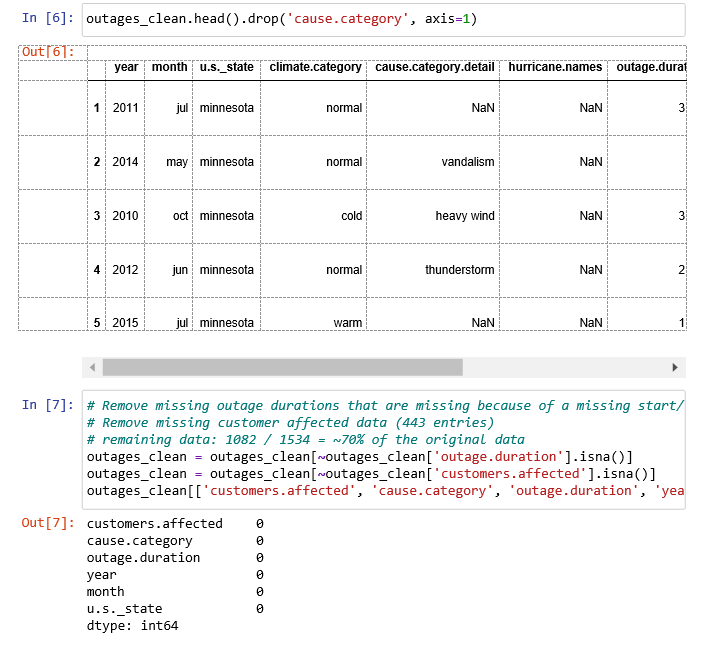 In [6]: outages_clean.head().drop('cause.category', axis=1)
Out[6]:
year month u.s._state climate.category cause.category.detail hurricane.names outage.durat
1 2011 jul minnesota normal NaN NaN 3
2 2014 may minnesota normal vandalism NaN
3 2010 oct minnesota cold heavy wind NaN 3
4 2012 jun minnesota normal thunderstorm NaN 2
5 2015 jul minnesota warm NaN NaN 1
In [7]: # Remove missing outage durations that are missing because of a missing start/
# Remove missing customer affected data (443 entries)
# remaining data: 1082 / 1534 = ~70% of the original data
outages_clean = outages_clean[~outages_clean['outage.duration'].isna()]
outages_clean = outages_clean[~outages_clean['customers.affected'].isna()]
outages_clean[['customers.affected', 'cause.category', 'outage.duration', 'yea
Out[7]: customers.affected 0
cause.category 0
outage.duration 0
year 0
month 0
u.s._state 0
dtype: int64